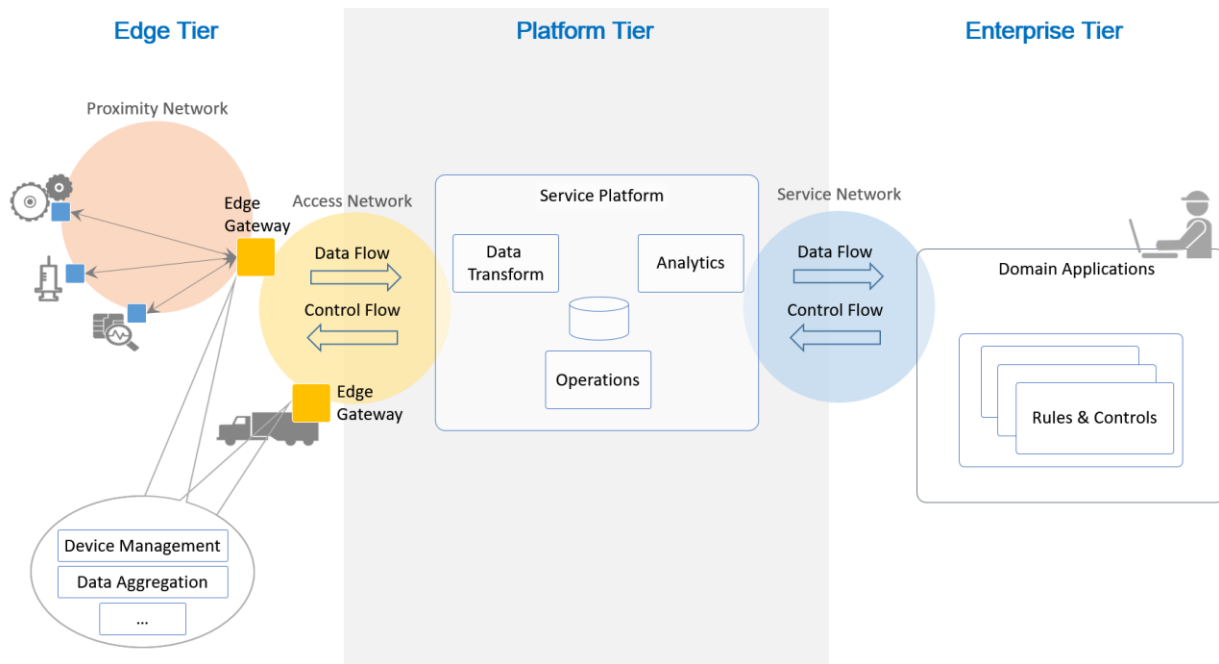 Edge Tier
Platform Tier
Enterprise Tier
Proximity Network
Edge
Gateway
Access Network
Data Flow
Control Flow
Edge
Gateway
Service Platform
Data
Transform
Analytics
Operations
Service Network
Data Flow
Control Flow
Domain Applications
Rules & Controls
Device Management
Data Aggregation
...